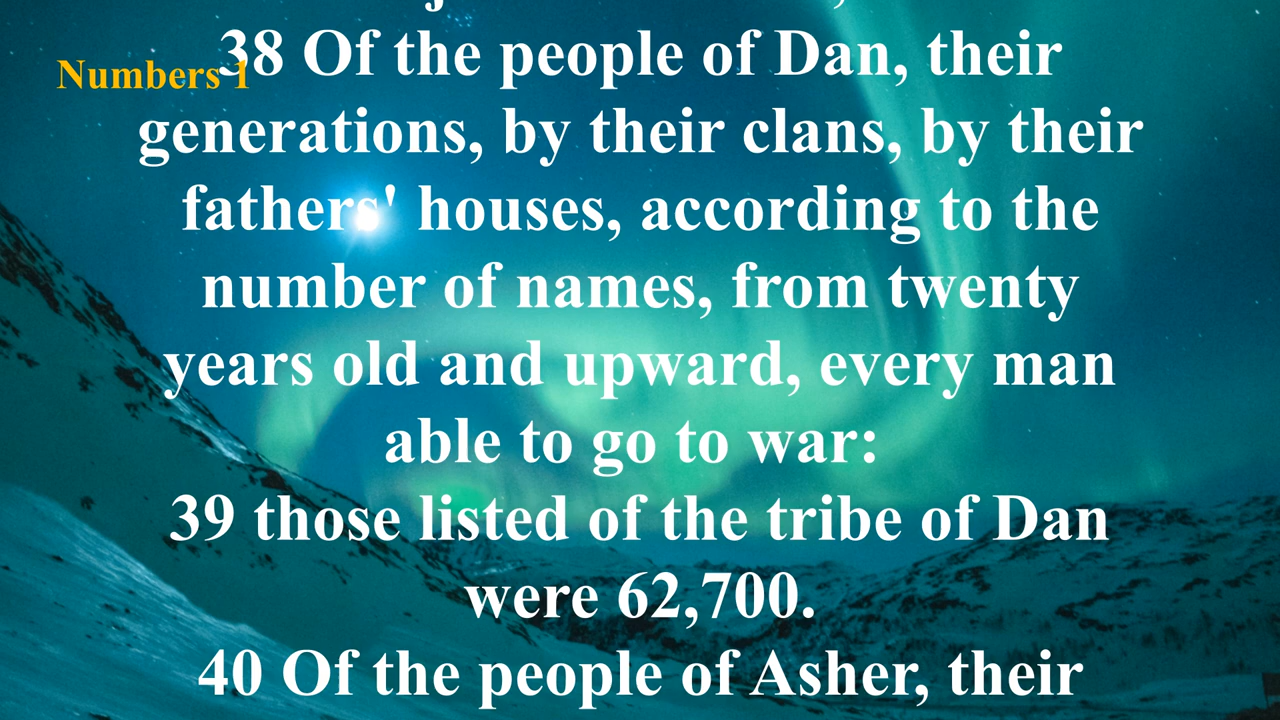 Numbers 1
38 Of the people of Dan, their
generations, by their clans, by their
fathers' houses, according to the
number of names, from twenty
years old and upward, every man
able to go to war:
39 those listed of the tribe of Dan
were 62,700.
40 Of the people of Asher, their